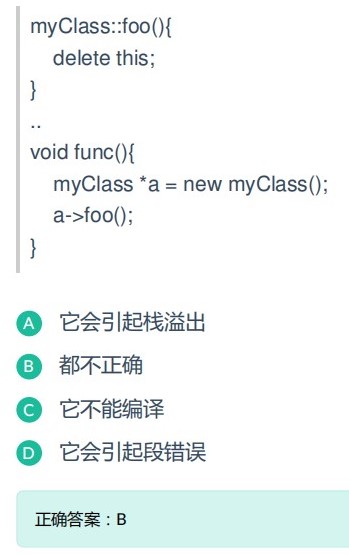 myClass::foo(){
delete this;
}
..
void func(){
myClass *a = new myClass();
a->foo();
}
A 它会引起栈溢出
B 都不正确
C 它不能编译
D 它会引起段错误
正确答案：B